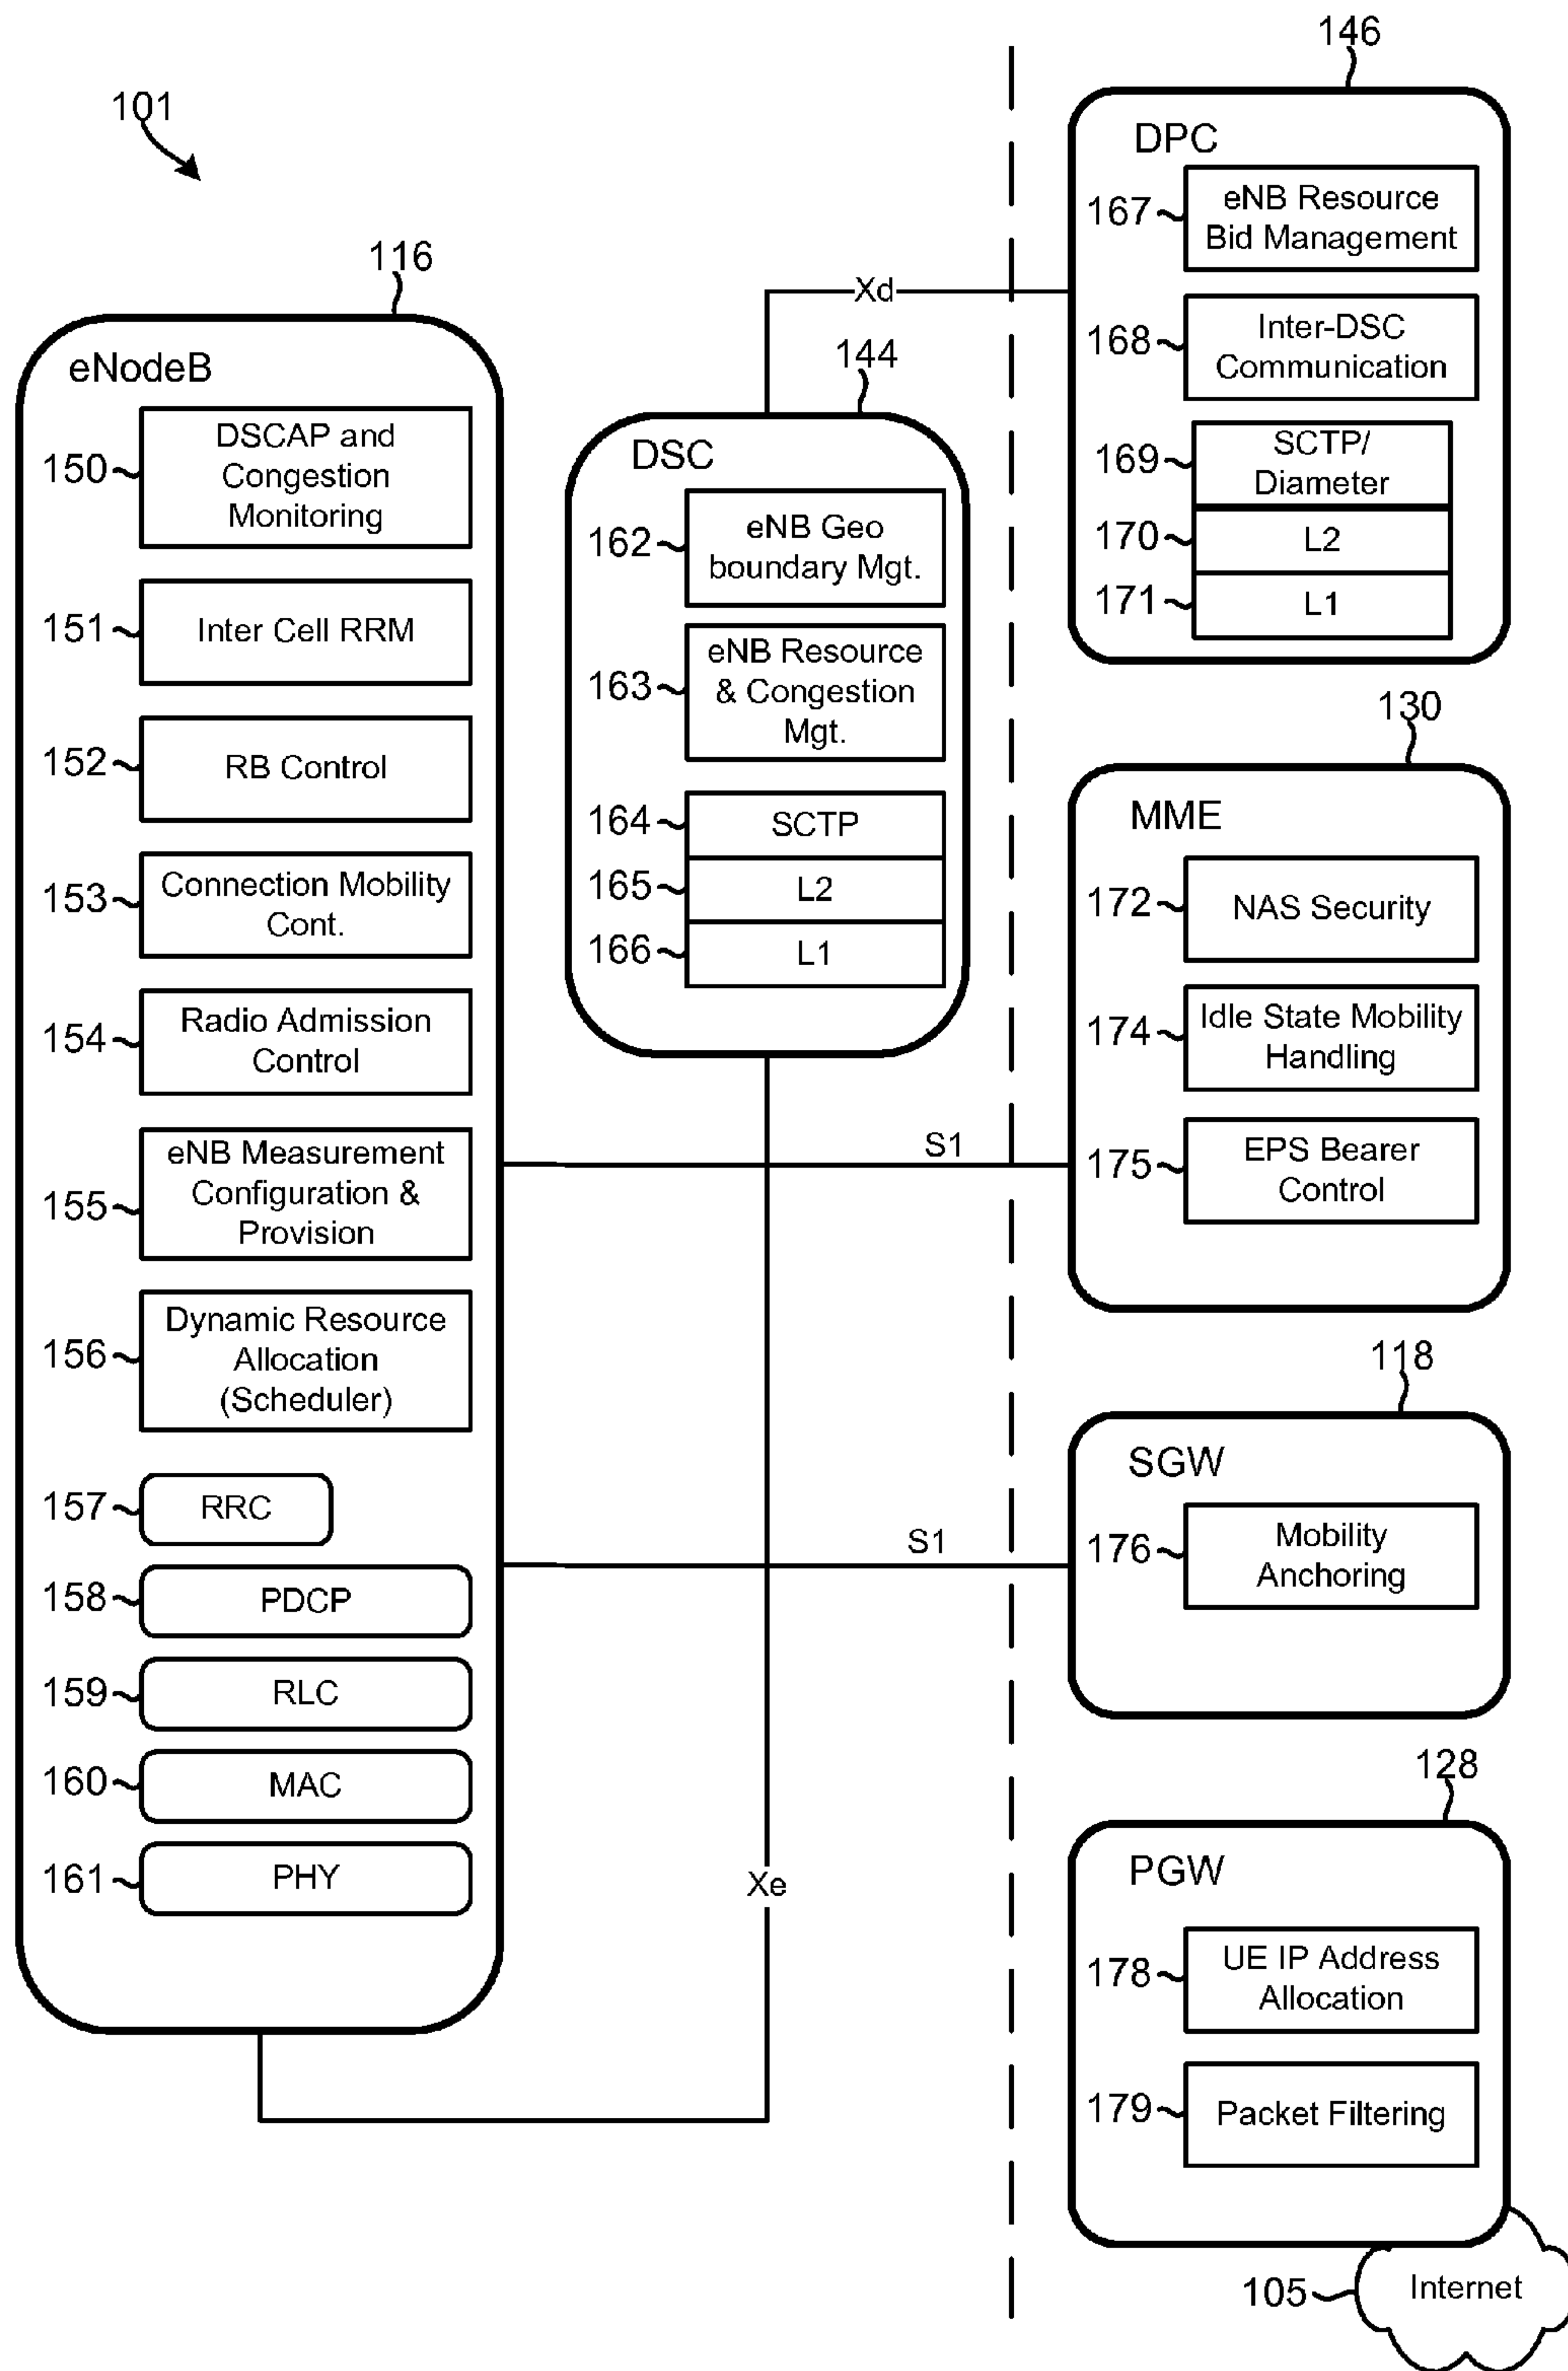 101
116
eNodeB
150
DSCAP and
Congestion
Monitoring
151
Inter Cell RRM
152
RB Control
153
Connection Mobility
Cont.
154
Radio Admission
Control
155
eNB Measurement
Configuration &
Provision
156
Dynamic Resource
Allocation
(Scheduler)
157
RRC
158
PDCP
159
RLC
160
MAC
161
PHY
Xd
144
DSC
162
eNB Geo
boundary Mgt.
163
eNB Resource
& Congestion
Mgt.
164
SCTP
165
L2
166
L1
S1
S1
Xe
146
DPC
167
eNB Resource
Bid Management
168
Inter-DSC
Communication
169
SCTP/
Diameter
170
L2
171
L1
130
MME
172
NAS Security
174
Idle State Mobility
Handling
175
EPS Bearer
Control
118
SGW
176
Mobility
Anchoring
128
PGW
178
UE IP Address
Allocation
179
Packet Filtering
105
Internet